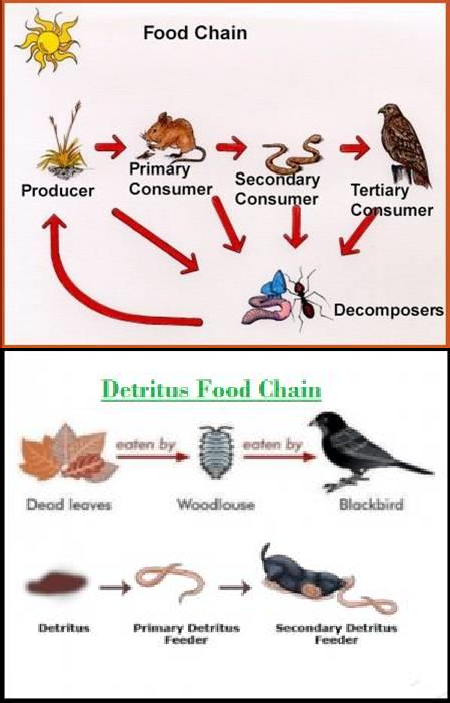 Food Chain
Producer
Primary
Consumer
Secondary
Consumer
Tertiary
Consumer
Decomposers
Detritus Food Chain
eaten by
eaten by
Dead leaves
Woodlouse
Blackbird
Detritus
Primary Detritus
Feeder
Secondary Detritus
Feeder